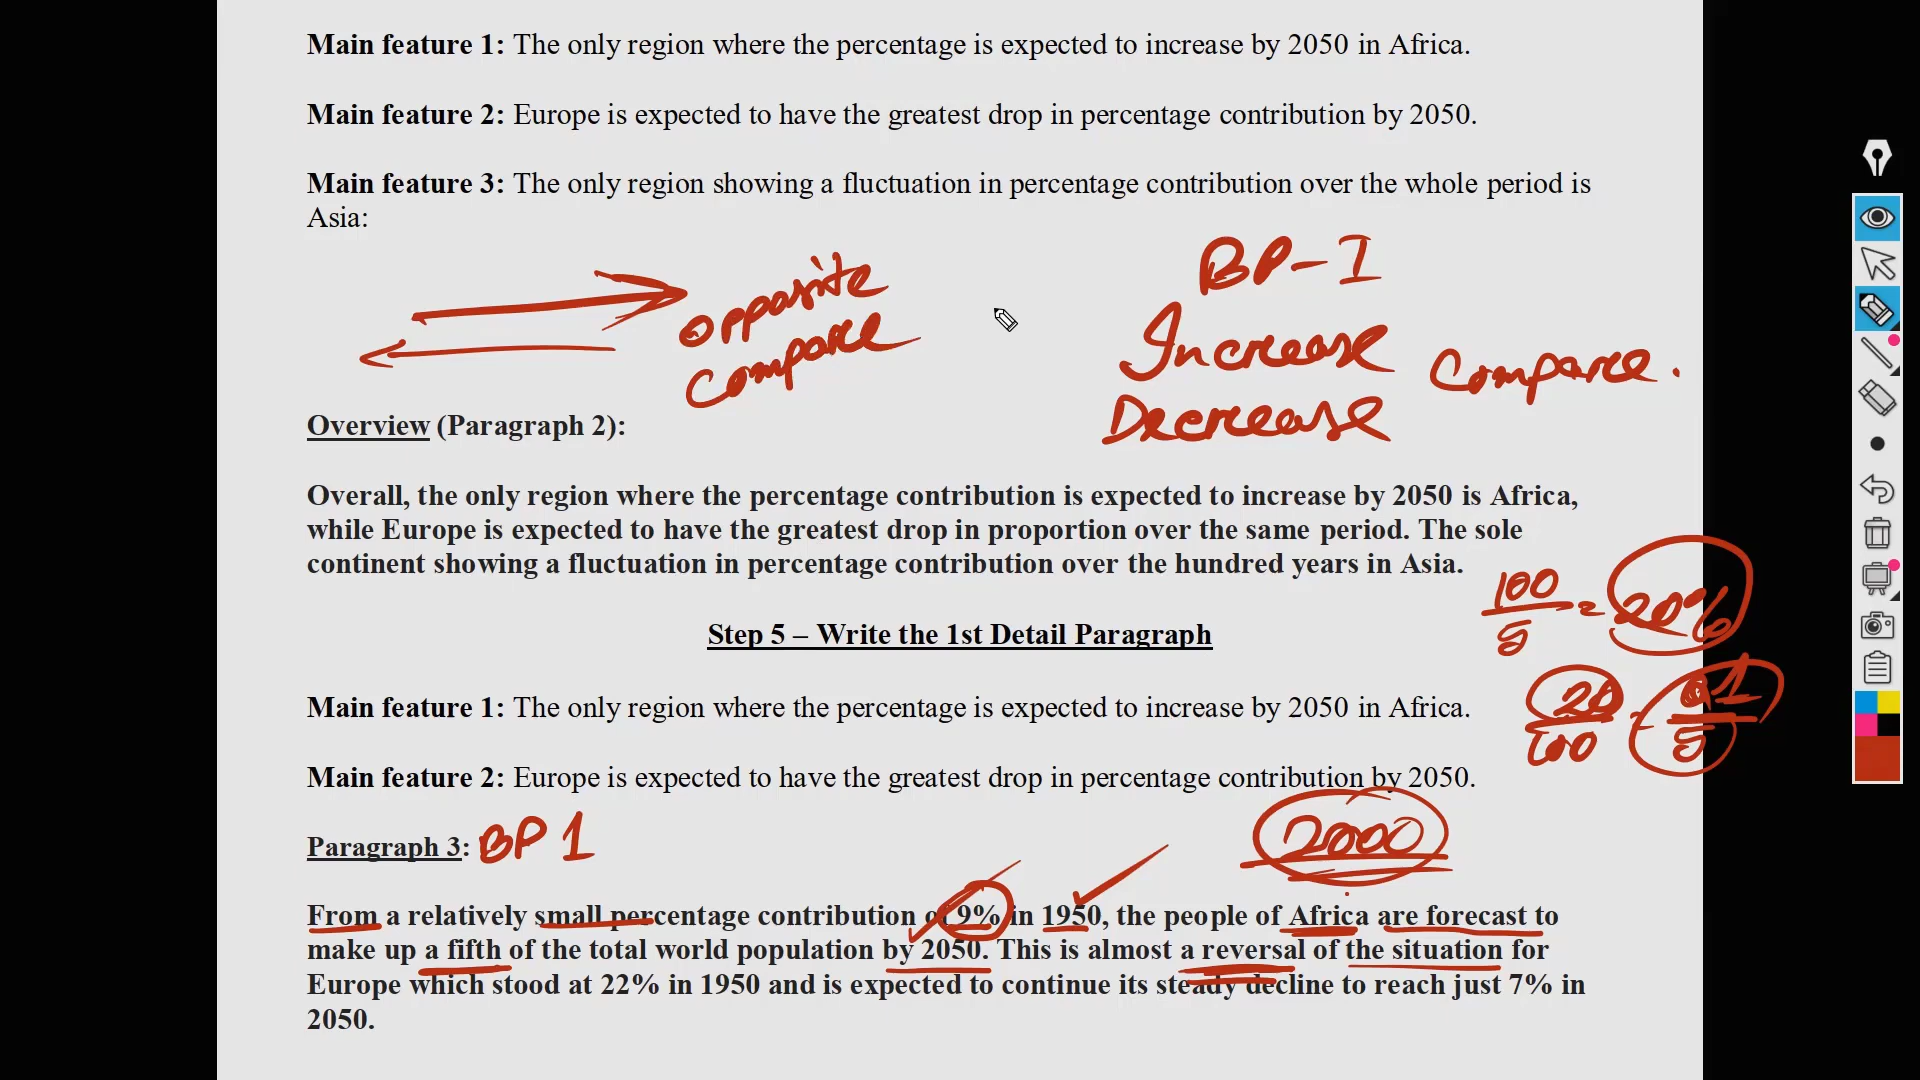 Main feature 1: The only region where the percentage is expected to increase by 2050 in Africa.
Main feature 2: Europe is expected to have the greatest drop in percentage contribution by 2050.
Main feature 3: The only region showing a fluctuation in percentage contribution over the whole period is
Asia:
BP-I
Opposite
Increase
Compare
Compare.
Decrease
Overview (Paragraph 2):
Overall, the only region where the percentage contribution is expected to increase by 2050 is Africa,
while Europe is expected to have the greatest drop in proportion over the same period. The sole
continent showing a fluctuation in percentage contribution over the hundred years in Asia.
100/5 = 20%
Step 5 – Write the 1st Detail Paragraph
Main feature 1: The only region where the percentage is expected to increase by 2050 in Africa.
20/100
Main feature 2: Europe is expected to have the greatest drop in percentage contribution by 2050.
Paragraph 3: BP 1
2000
From a relatively small percentage contribution of 9% in 1950, the people of Africa are forecast to
make up a fifth of the total world population by 2050. This is almost a reversal of the situation for
Europe which stood at 22% in 1950 and is expected to continue its steady decline to reach just 7% in
2050.